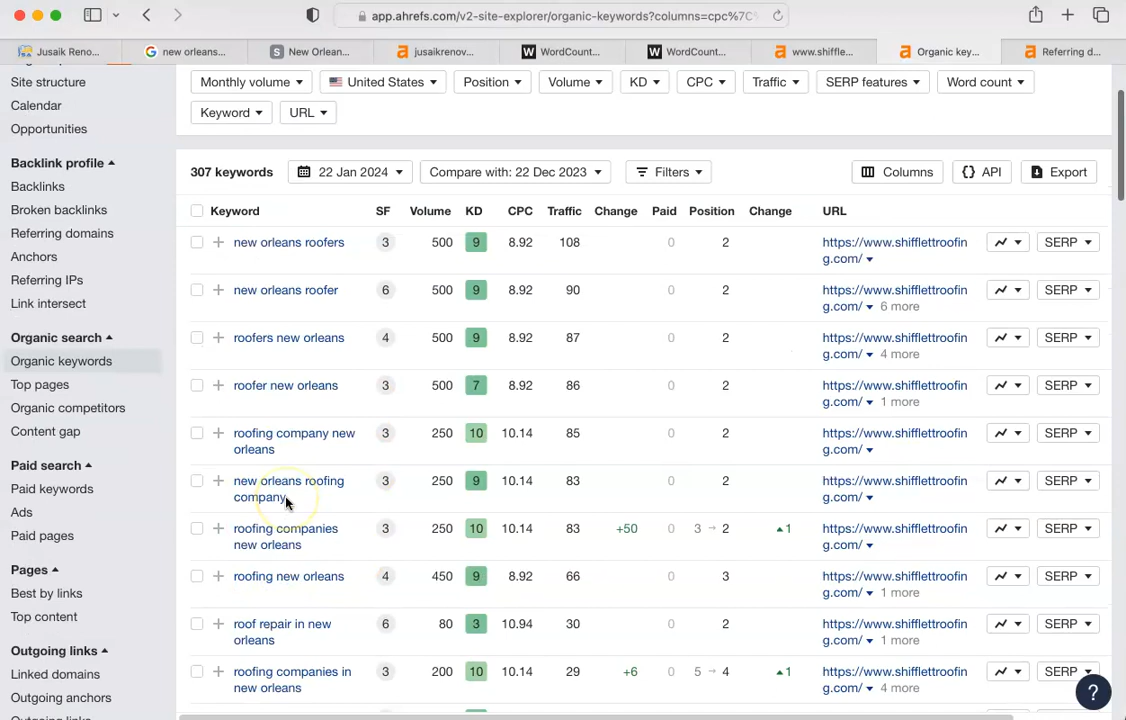 app.ahrefs.com/v2-site-explorer/organic-keywords?columns=cpc%7C%
Jusaik Reno...
new orleans...
New Orlean...
jusaikrenov...
WordCount...
WordCount...
www.shiffle...
Organic key...
Referring d...
Site structure
Calendar
Opportunities
Backlink profile
Backlinks
Broken backlinks
Referring domains
Anchors
Referring IPs
Link intersect
Organic search
Organic keywords
Top pages
Organic competitors
Content gap
Paid search
Paid keywords
Ads
Paid pages
Pages
Best by links
Top content
Outgoing links
Linked domains
Outgoing anchors
Monthly volume United States Position Volume KD CPC Traffic SERP features Word count
Keyword URL
307 keywords 22 Jan 2024 Compare with: 22 Dec 2023 Filters Columns API Export
Keyword SF Volume KD CPC Traffic Change Paid Position Change URL
new orleans roofers 3 500 9 8.92 108 0 2 https://www.shifflettroofin SERP
g.com/
new orleans roofer 6 500 9 8.92 90 0 2 https://www.shifflettroofin SERP
g.com/ 6 more
roofers new orleans 4 500 9 8.92 87 0 2 https://www.shifflettroofin SERP
g.com/ 4 more
roofer new orleans 3 500 7 8.92 86 0 2 https://www.shifflettroofin SERP
g.com/ 1 more
roofing company new 3 250 10 10.14 85 0 2 https://www.shifflettroofin SERP
orleans g.com/
new orleans roofing 3 250 9 10.14 83 0 2 https://www.shifflettroofin SERP
company g.com/
roofing companies 3 250 10 10.14 83 +50 0 3 → 2 1 https://www.shifflettroofin SERP
new orleans g.com/
roofing new orleans 4 450 9 8.92 66 0 3 https://www.shifflettroofin SERP
g.com/ 1 more
roof repair in new 6 80 3 10.94 30 0 2 https://www.shifflettroofin SERP
orleans g.com/ 1 more
roofing companies in 3 200 10 10.14 29 +6 0 5 → 4 1 https://www.shifflettroofin SERP
new orleans g.com/ 4 more
?